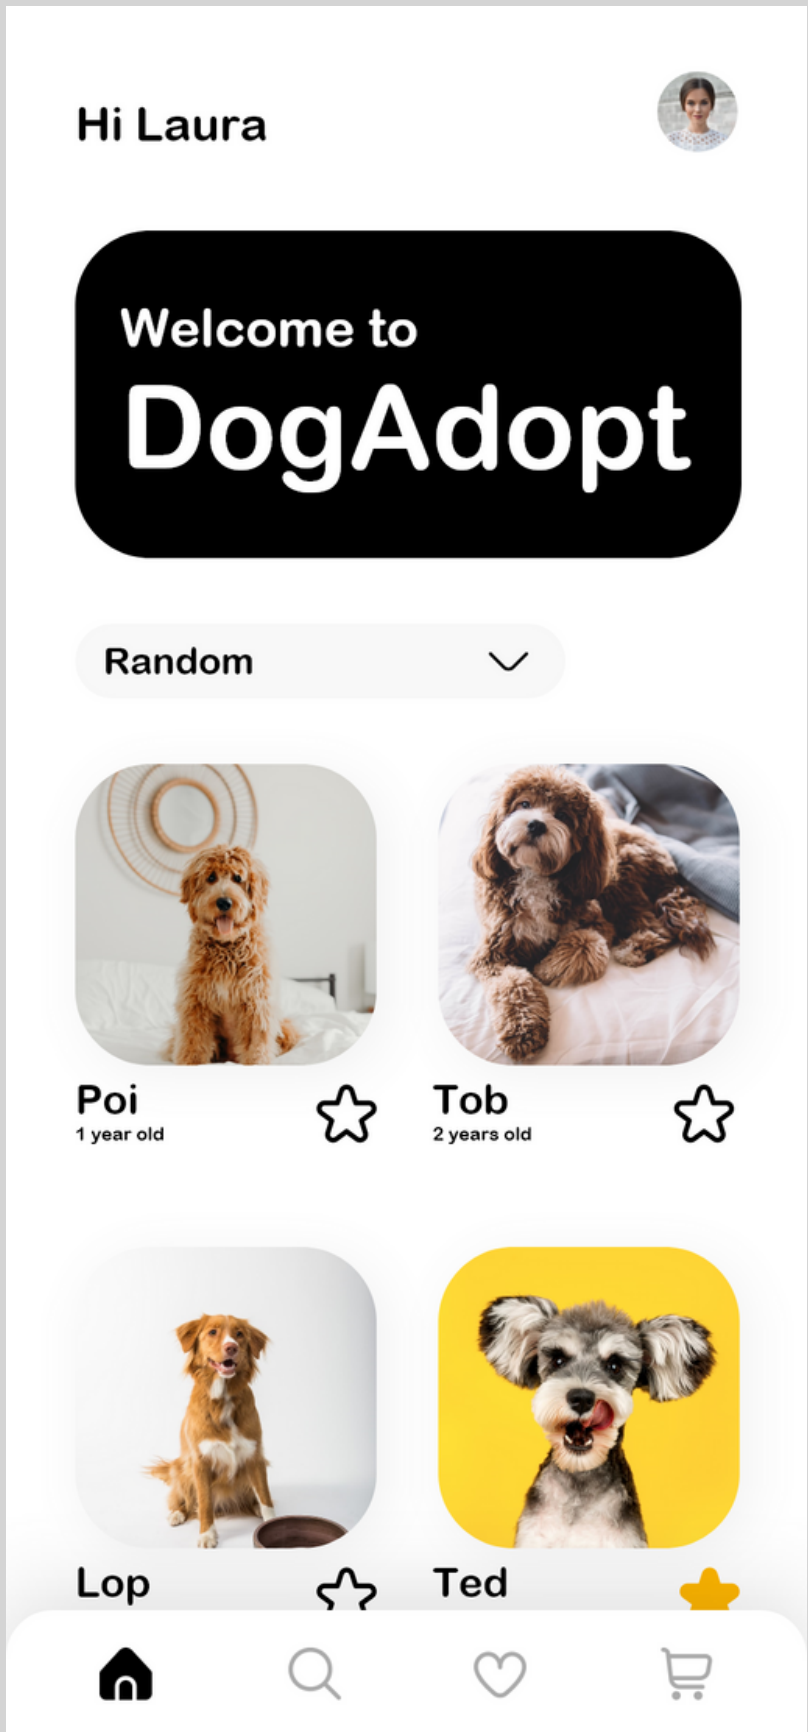 Hi Laura
Welcome to
DogAdopt
Random
Poi
1 year old
Tob
2 years old
Lop
Ted